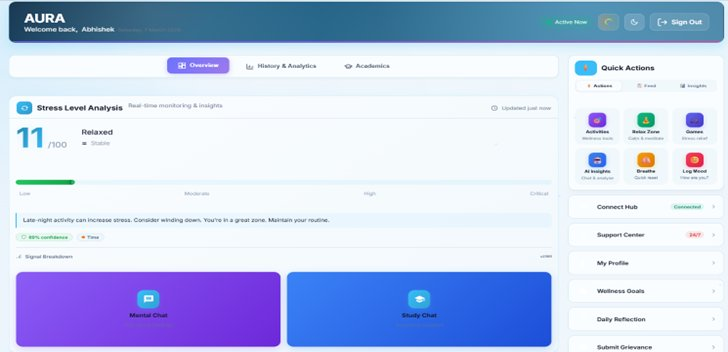 AURA
Welcome back, Abhishek
Active Now
Sign Out
Overview
History & Analytics
Academics
Stress Level Analysis
Real-time monitoring & insights
Updated just now
11 /100
Relaxed
Stable
Low
Moderate
High
Critical
Late-night activity can increase stress. Consider winding down. You're in a great zone. Maintain your routine.
89% confidence
Time
Signal Breakdown
Mental Chat
Study Chat
Quick Actions
Actions
Feed
Insights
Activities
Wellness tools
Relax Zone
Calm & meditate
Games
Stress relief
AI Insights
Chat & analyse
Breathe
Quick reset
Log Mood
How are you?
Connect Hub
Connected
Support Center
24/7
My Profile
Wellness Goals
Daily Reflection
Submit Grievance